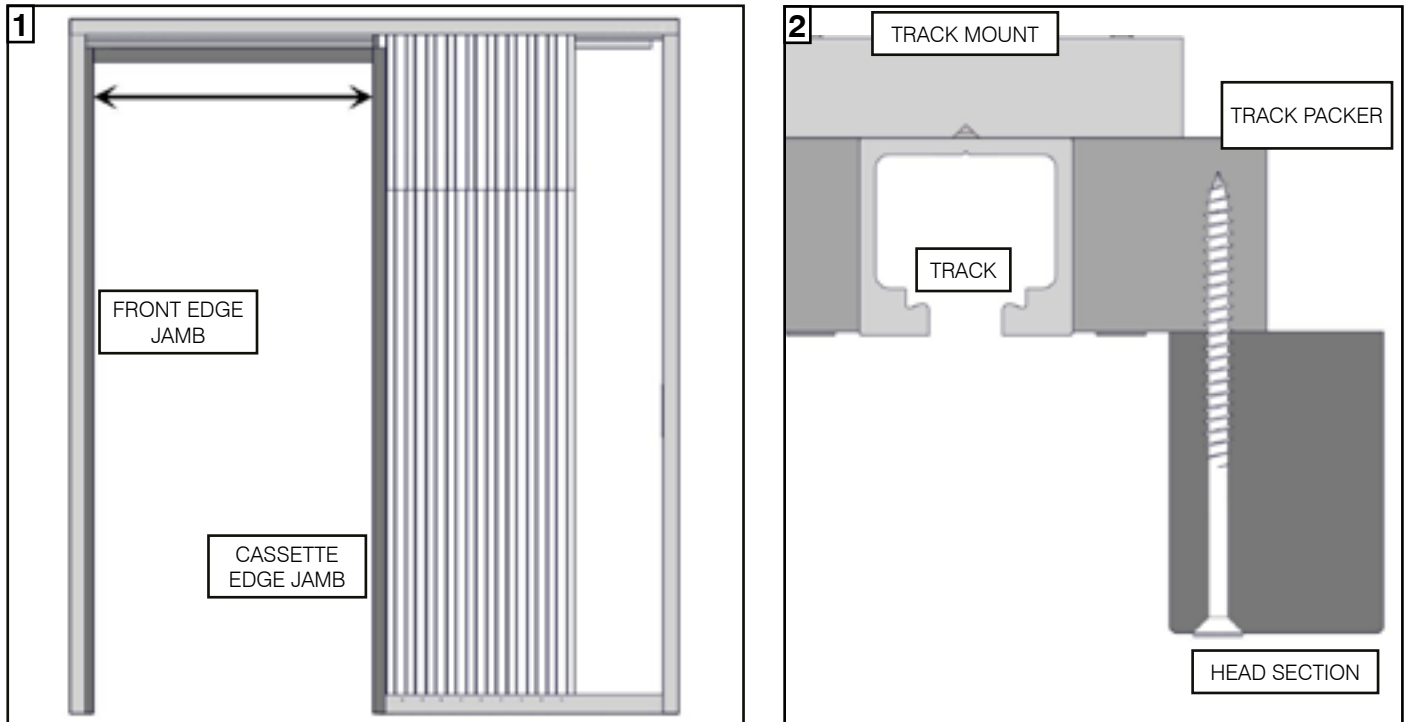 1
FRONT EDGE
JAMB
CASSETTE
EDGE JAMB
2
TRACK MOUNT
TRACK PACKER
TRACK
HEAD SECTION